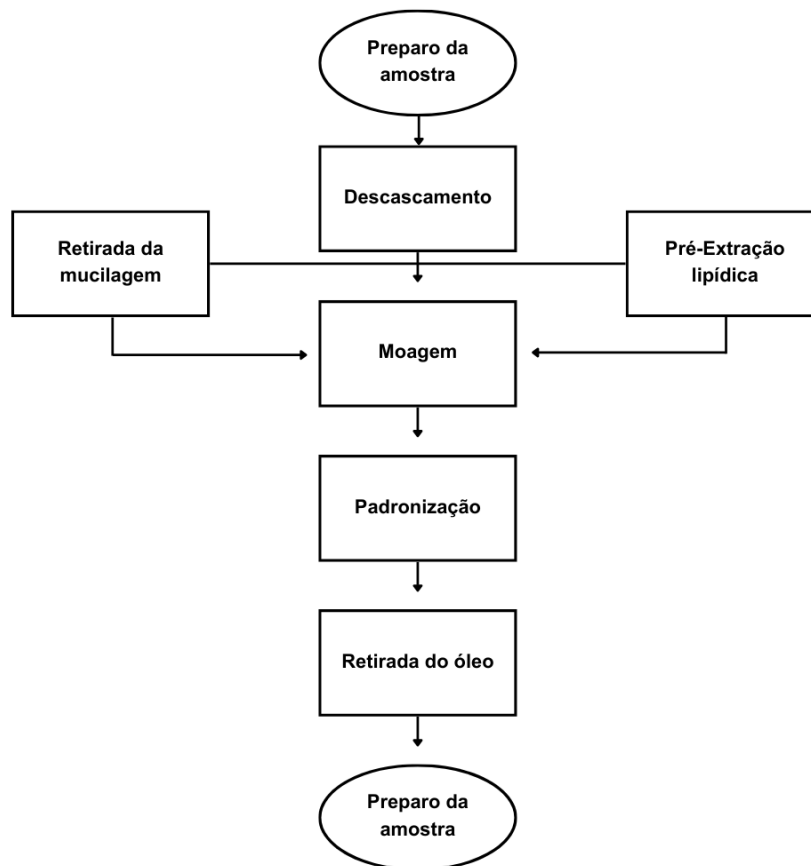 Preparo da
amostra
Descascamento
Retirada da
mucilagem
Pré-Extração
lipídica
Moagem
Padronização
Retirada do óleo
Preparo da
amostra